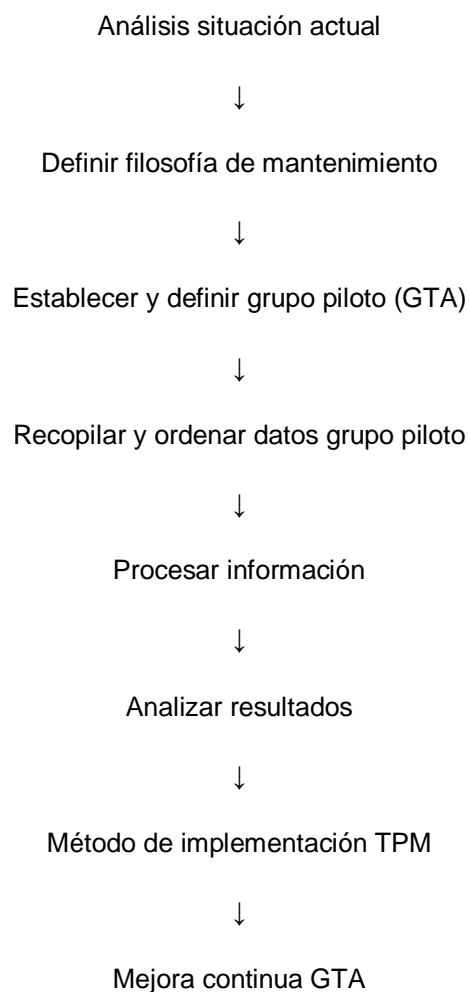 Análisis situación actual
↓
Definir filosofía de mantenimiento
↓
Establecer y definir grupo piloto (GTA)
↓
Recopilar y ordenar datos grupo piloto
↓
Procesar información
↓
Analizar resultados
↓
Método de implementación TPM
↓
Mejora continua GTA